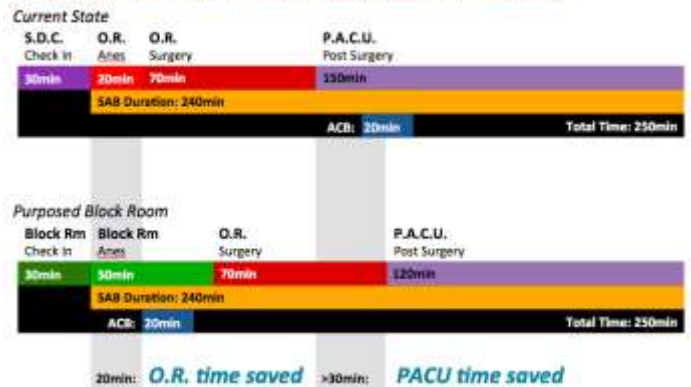 Current State
S.D.C. O.R. O.R. P.A.C.U.
Check In Anes Surgery Post Surgery
30min 20min 70min 150min
SAB Duration: 240min
ACB: 20min Total Time: 250min
Purposed Block Room
Block Rm Block Rm O.R. P.A.C.U.
Check In Anes Surgery Post Surgery
30min 50min 70min 120min
SAB Duration: 240min
ACB: 20min Total Time: 250min
20min: O.R. time saved >30min: PACU time saved